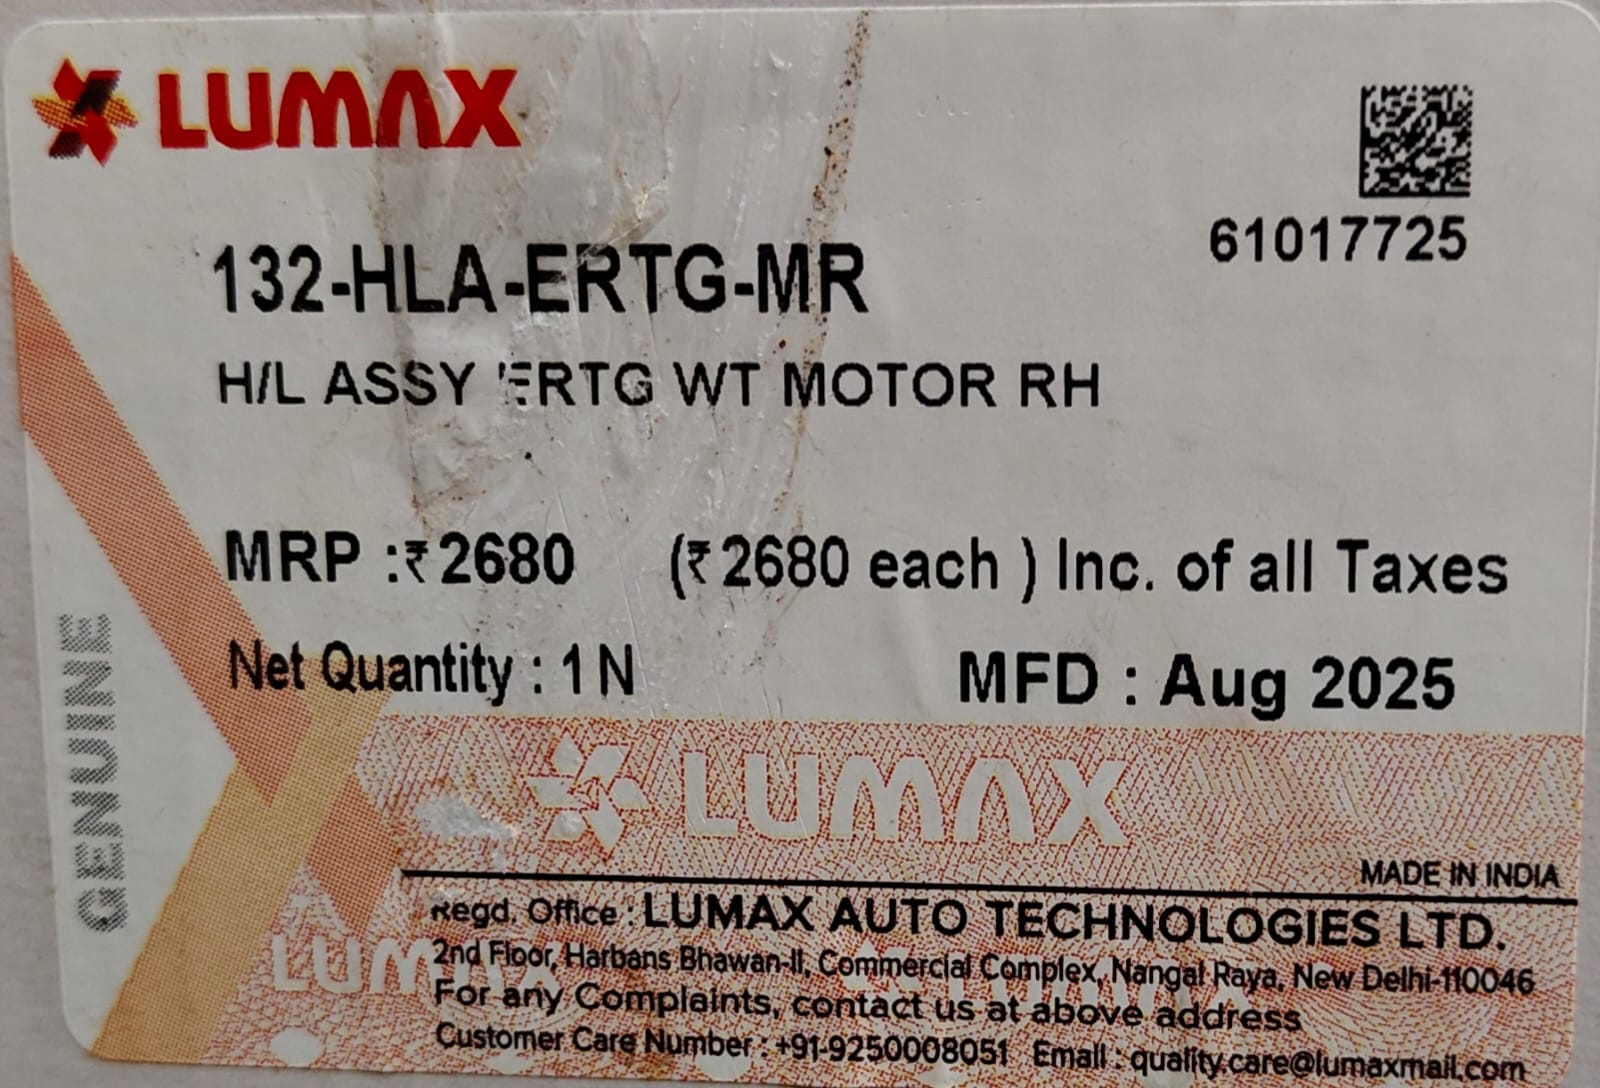 LUMAX
61017725
132-HLA-ERTG-MR
H/L ASSY ERTG WT MOTOR RH
MRP :₹2680 (₹2680 each ) Inc. of all Taxes
Net Quantity : 1 N MFD : Aug 2025
GENUINE
LUMAX
MADE IN INDIA
Regd. Office : LUMAX AUTO TECHNOLOGIES LTD.
LUMAX
2nd Floor, Harbans Bhawan-II, Commercial Complex, Nangal Raya, New Delhi-110046
For any Complaints, contact us at above address
Customer Care Number : +91-9250008051 Email : quality.care@lumaxmail.com